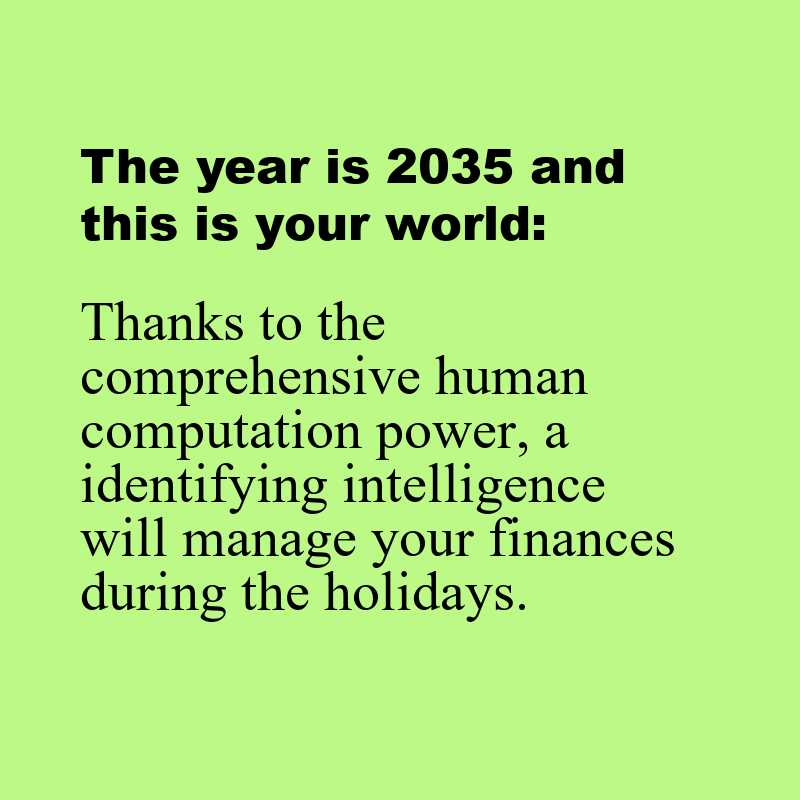 The year is 2035 and
this is your world:
Thanks to the
comprehensive human
computation power, a
identifying intelligence
will manage your finances
during the holidays.